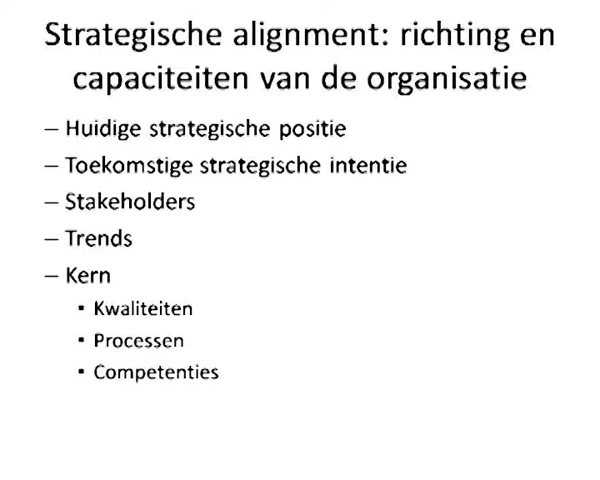 Strategische alignment: richting en
capaciteiten van de organisatie
– Huidige strategische positie
– Toekomstige strategische intentie
– Stakeholders
– Trends
– Kern
▪ Kwaliteiten
▪ Processen
▪ Competenties